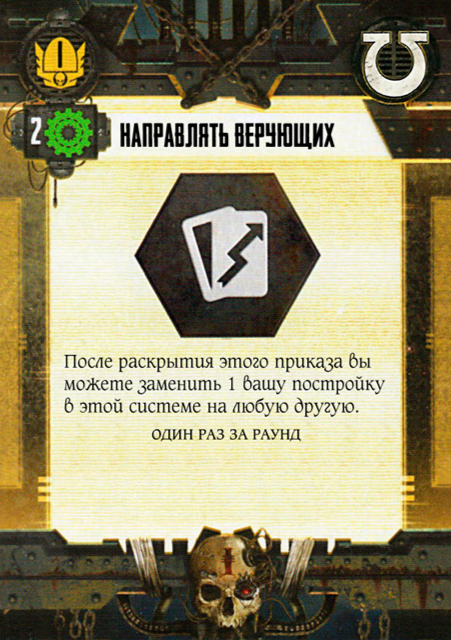 2 НАПРАВЛЯТЬ ВЕРУЮЩИХ
После раскрытия этого приказа вы
можете заменить 1 вашу постройку
в этой системе на любую другую.
ОДИН РАЗ ЗА РАУНД
I